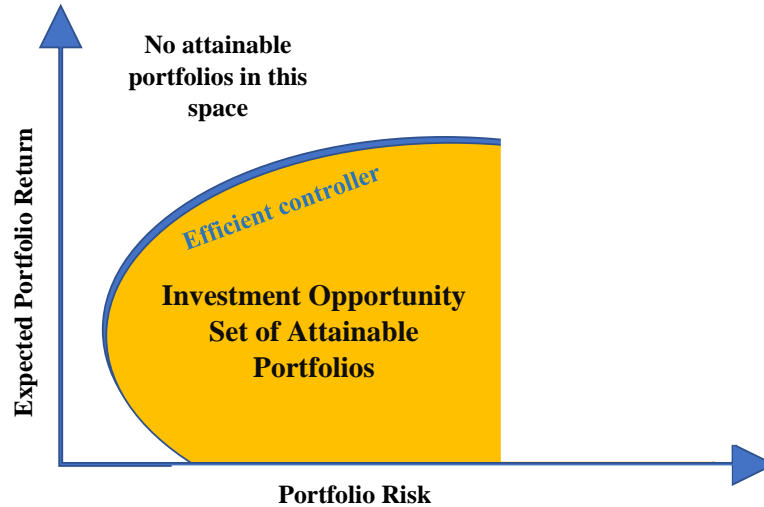 No attainable
portfolios in this
space
Expected Portfolio Return
Efficient controller
Investment Opportunity
Set of Attainable
Portfolios
Portfolio Risk